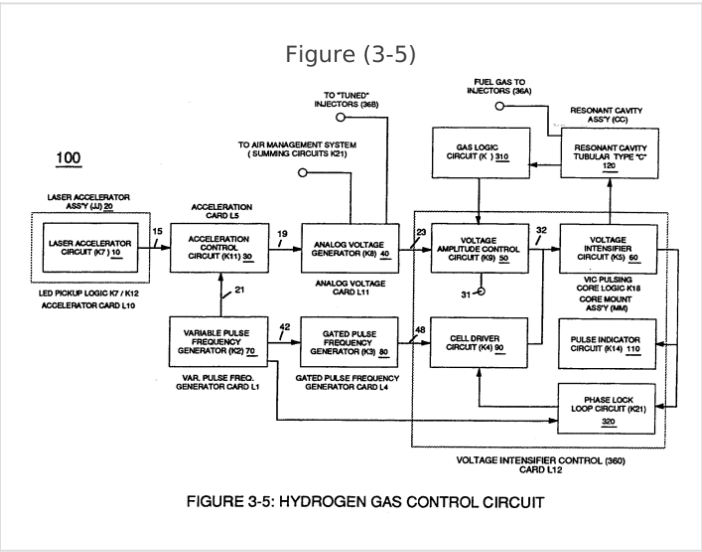 Figure (3-5)
FUEL GAS TO
INJECTORS (36A)
TO "TUNED"
INJECTORS (36B)
RESONANT CAVITY
ASS'Y (CC)
TO AIR MANAGEMENT SYSTEM
( SUMMING CIRCUITS K21)
GAS LOGIC
CIRCUIT (K ) 310
RESONANT CAVITY
TUBULAR TYPE "C"
120
100
LASER ACCELERATOR
ASS'Y (JJ) 20
ACCELERATION
CARD L5
15
19
23
32
LASER ACCELERATOR
CIRCUIT (K7 ) 10
ACCELERATION
CONTROL
CIRCUIT (K11) 30
ANALOG VOLTAGE
GENERATOR (K8) 40
VOLTAGE
AMPLITUDE CONTROL
CIRCUIT (K9) 50
VOLTAGE
INTENSIFIER
CIRCUIT (K5) 60
LED PICKUP LOGIC K7 / K12
ACCELERATOR CARD L10
21
ANALOG VOLTAGE
CARD L11
31
VIC PULSING
CORE LOGIC K18
CORE MOUNT
ASS'Y (MM)
VARIABLE PULSE
FREQUENCY
GENERATOR (K2) 70
42
GATED PULSE
FREQUENCY
GENERATOR (K3) 80
48
CELL DRIVER
CIRCUIT (K4) 90
PULSE INDICATOR
CIRCUIT (K14) 110
VAR. PULSE FREQ.
GENERATOR CARD L1
GATED PULSE FREQUENCY
GENERATOR CARD L4
PHASE LOCK
LOOP CIRCUIT (K21)
320
VOLTAGE INTENSIFIER CONTROL (360)
CARD L12
FIGURE 3-5: HYDROGEN GAS CONTROL CIRCUIT